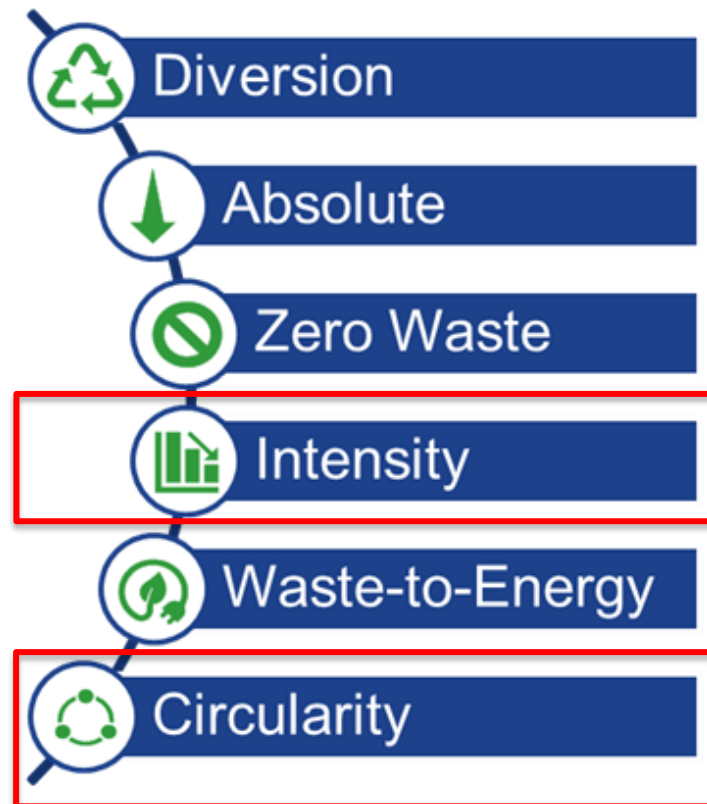 Diversion
Absolute
Zero Waste
Intensity
Waste-to-Energy
Circularity